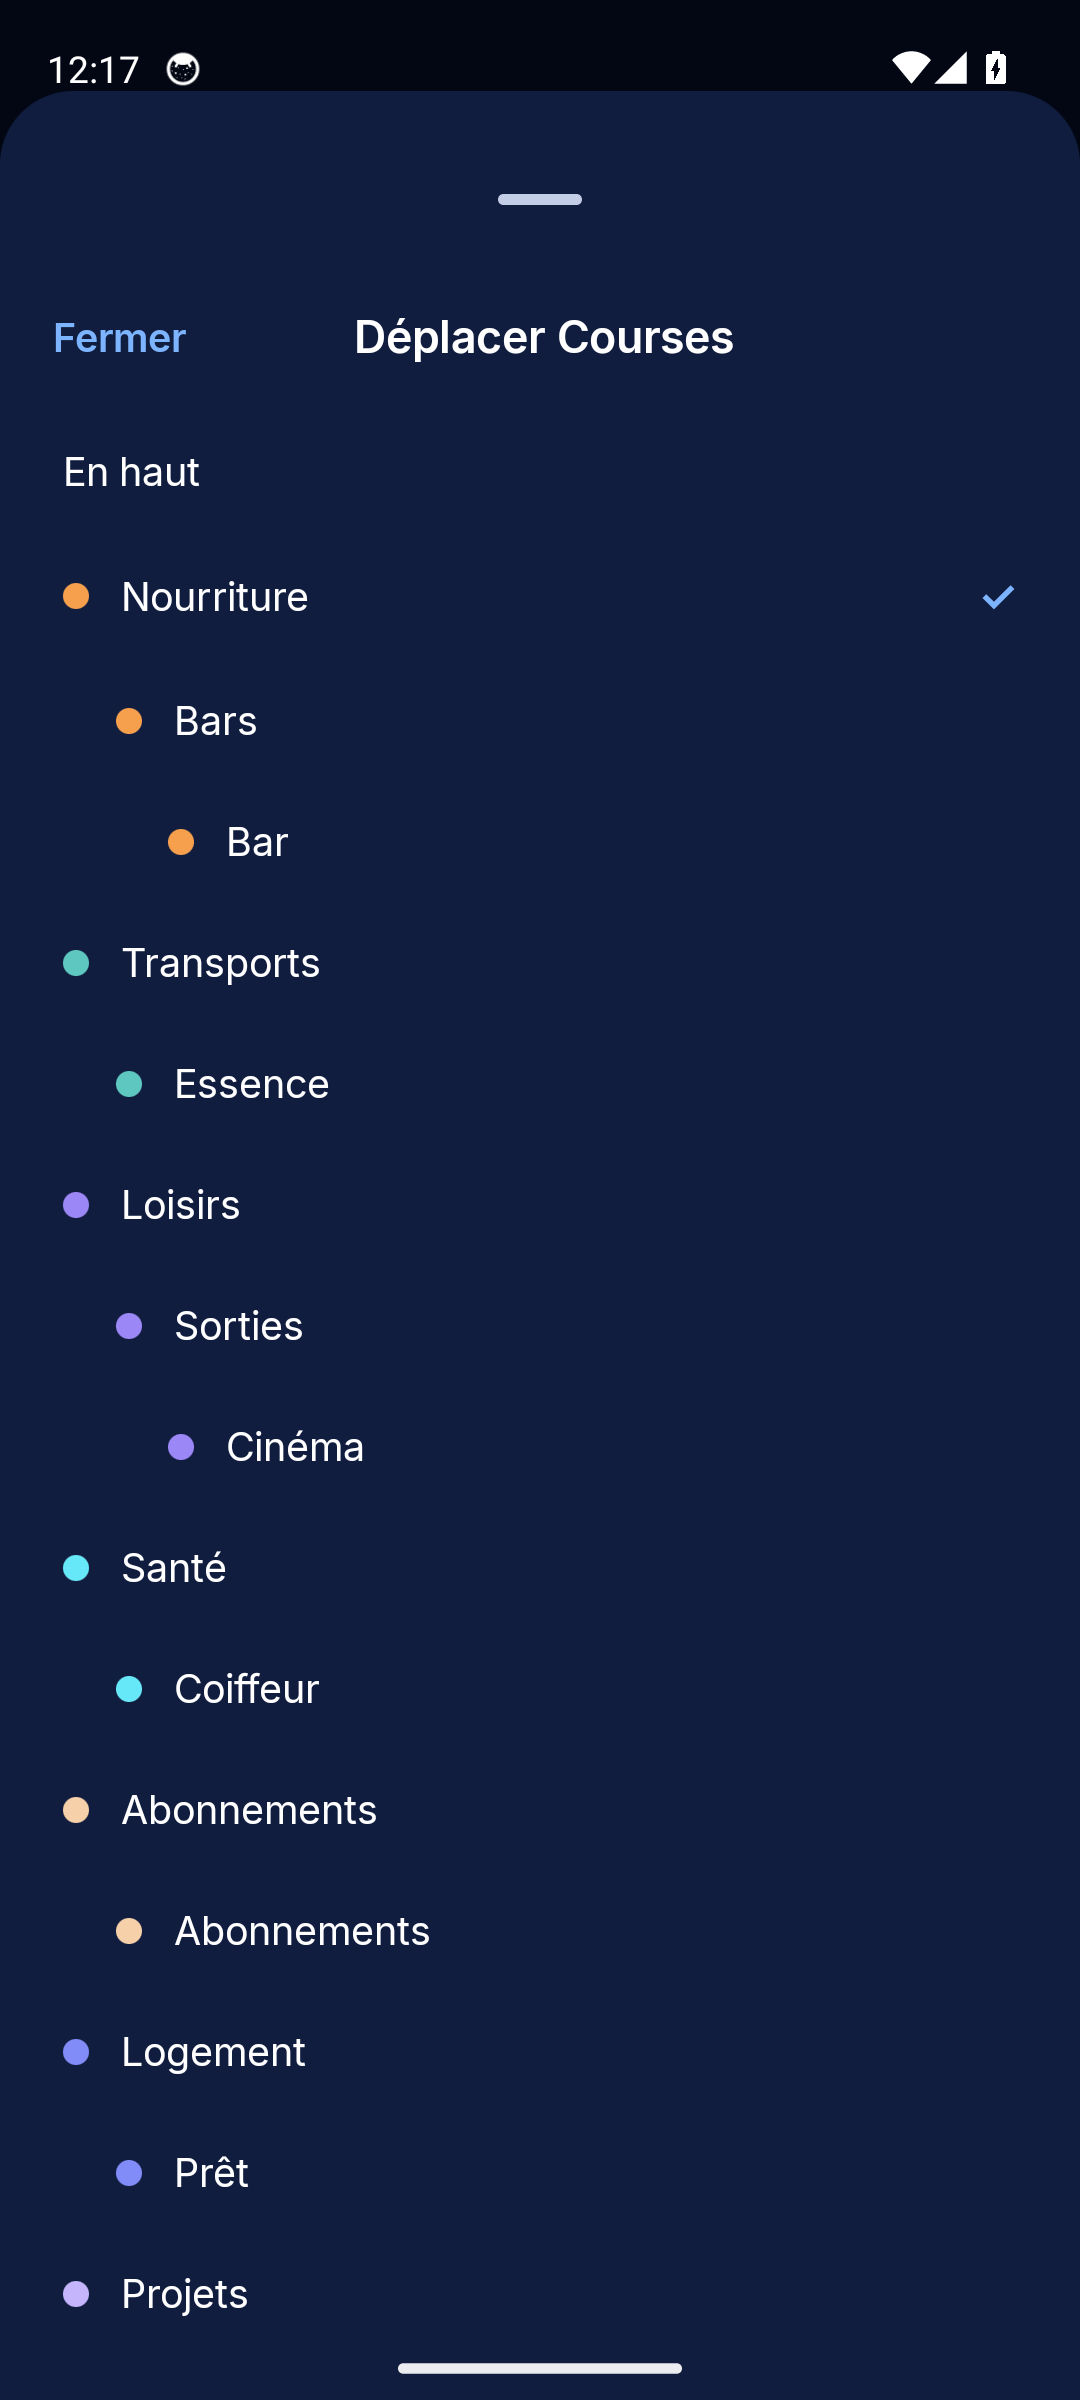 12:17
Fermer
Déplacer Courses
En haut
Nourriture
Bars
Bar
Transports
Essence
Loisirs
Sorties
Cinéma
Santé
Coiffeur
Abonnements
Abonnements
Logement
Prêt
Projets